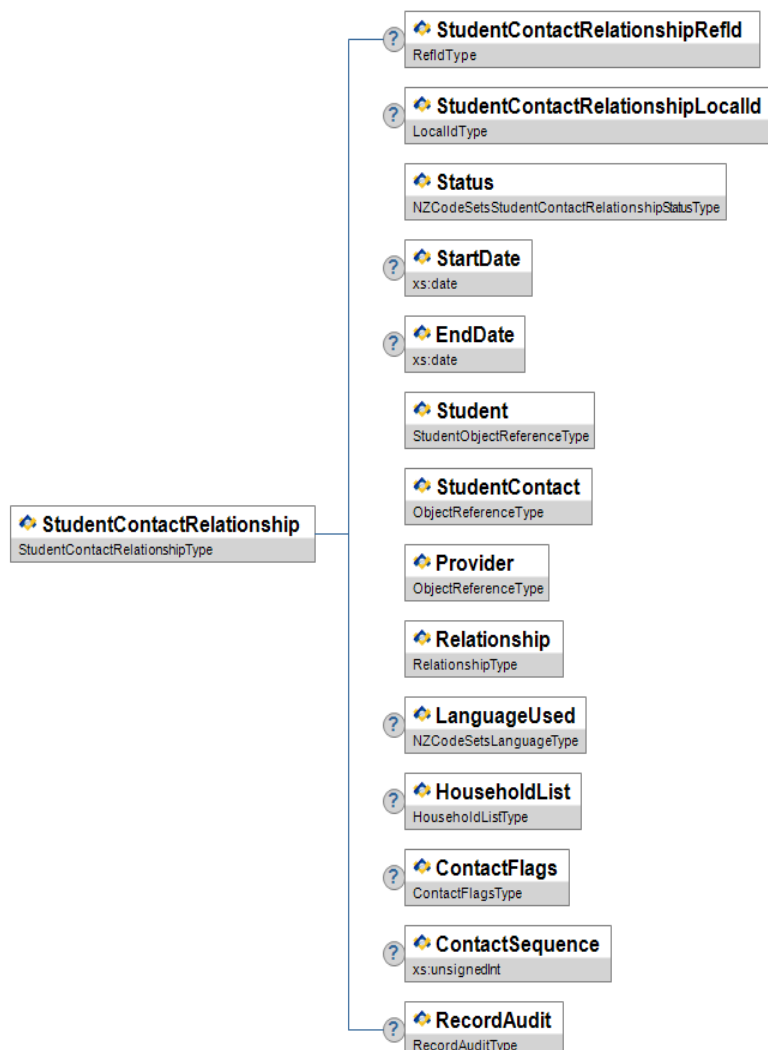 ?
StudentContactRelationshipRefId
RefIdType
?
StudentContactRelationshipLocalId
LocalIdType
Status
NZCodeSetsStudentContactRelationshipStatusType
?
StartDate
xs:date
?
EndDate
xs:date
Student
StudentObjectReferenceType
StudentContact
ObjectReferenceType
StudentContactRelationship
StudentContactRelationshipType
Provider
ObjectReferenceType
Relationship
RelationshipType
?
LanguageUsed
NZCodeSetsLanguageType
?
HouseholdList
HouseholdListType
?
ContactFlags
ContactFlagsType
?
ContactSequence
xs:unsignedInt
?
RecordAudit
RecordAuditType